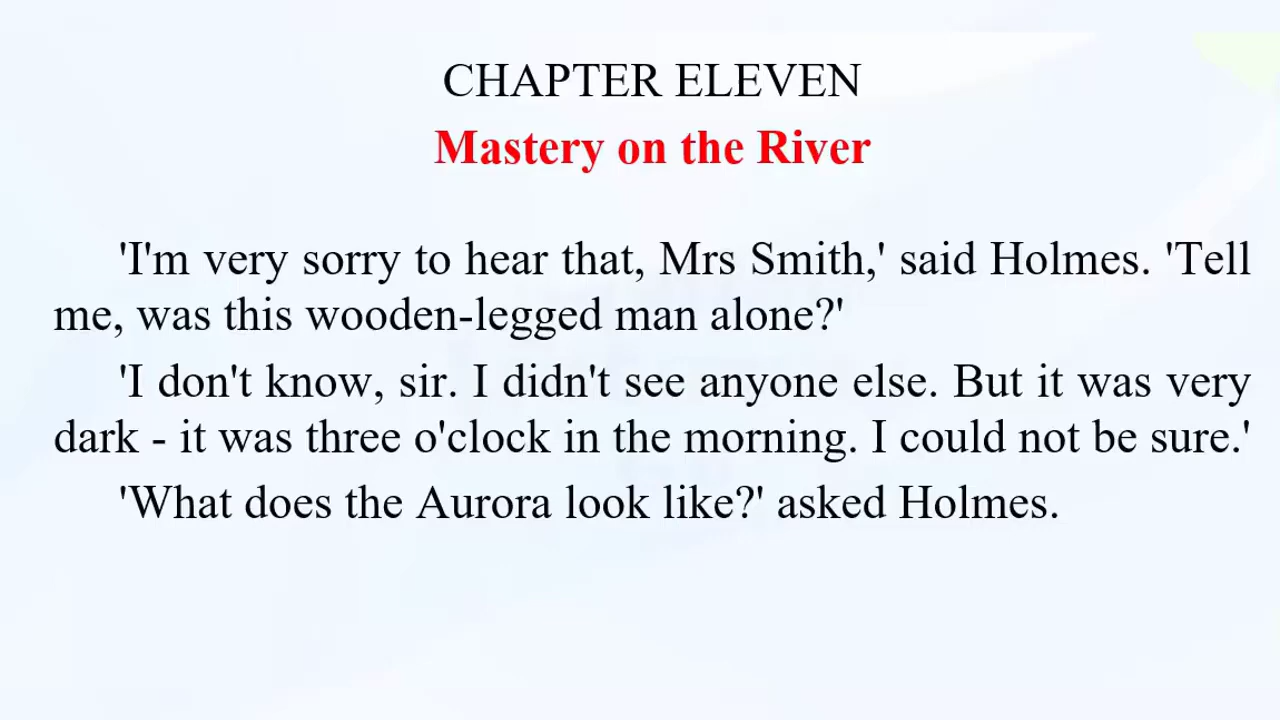 CHAPTER ELEVEN
Mastery on the River
'I'm very sorry to hear that, Mrs Smith,' said Holmes. 'Tell
me, was this wooden-legged man alone?'
'I don't know, sir. I didn't see anyone else. But it was very
dark - it was three o'clock in the morning. I could not be sure.'
'What does the Aurora look like?' asked Holmes.